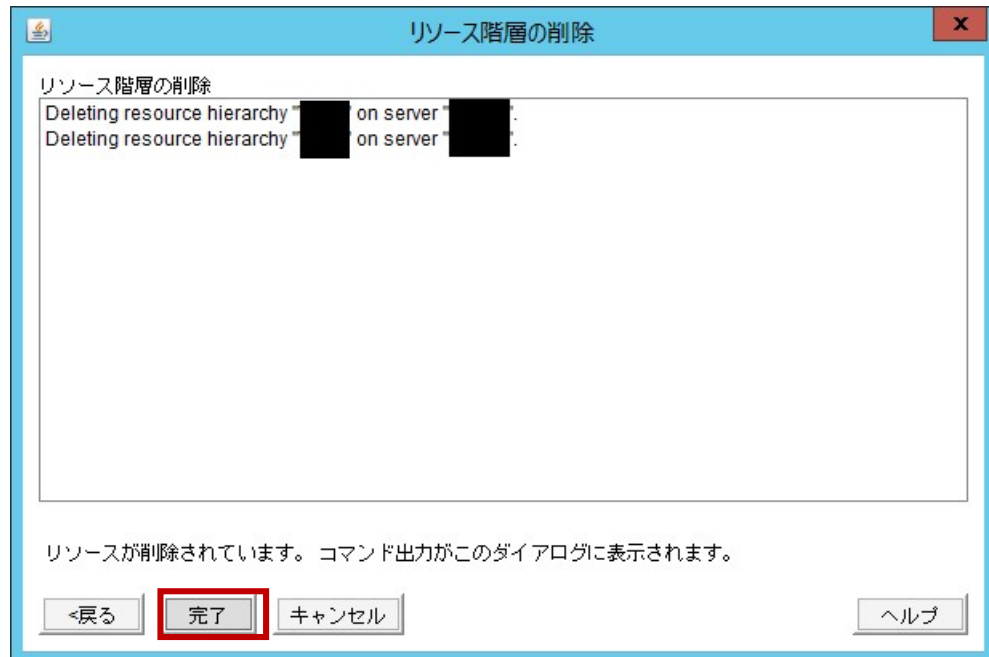 リソース階層の削除
x
リソース階層の削除
Deleting resource hierarchy " " on server " ".
Deleting resource hierarchy " " on server " ".
リソースが削除されています。 コマンド出力がこのダイアログに表示されます。
<戻る 完了 キャンセル ヘルプ